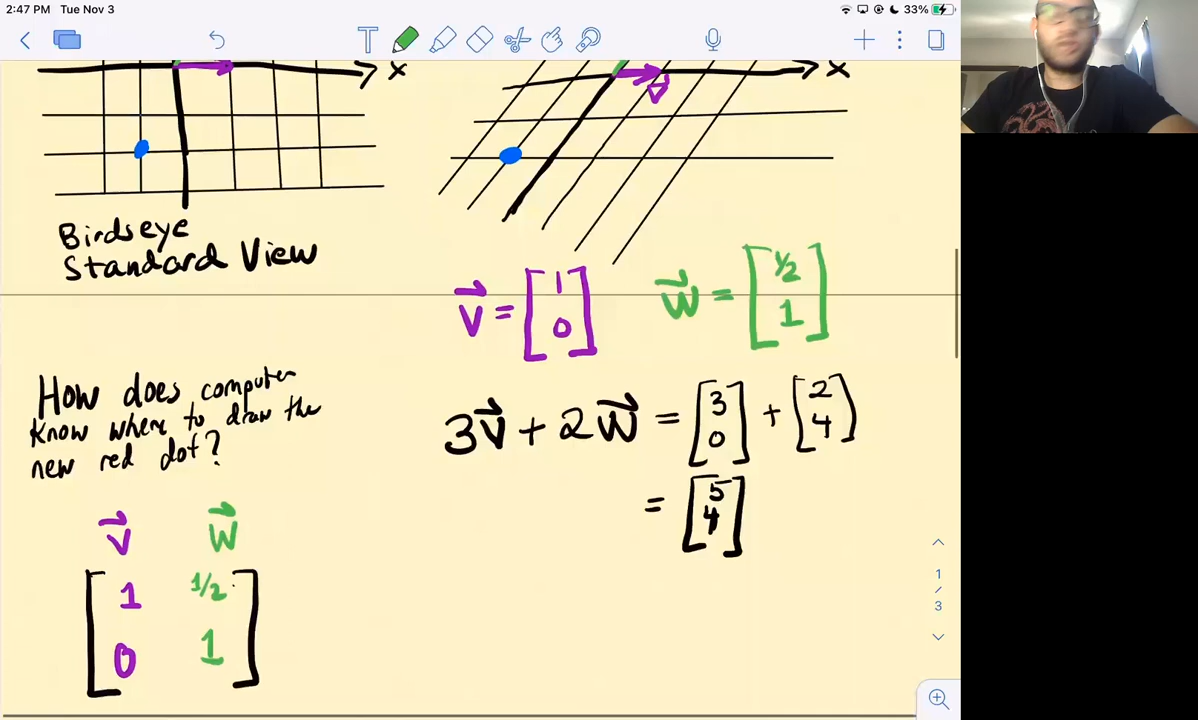 2:47 PM Tue Nov 3
33%
T
x
x
v
Birdseye
Standard View
v = [1 0]
w = [1/2 1]
How does computer
know where to draw the
new red dot?
3v + 2w = [3 0] + [2 4]
= [5 4]
v w
1 1/2
0 1
1
/
3